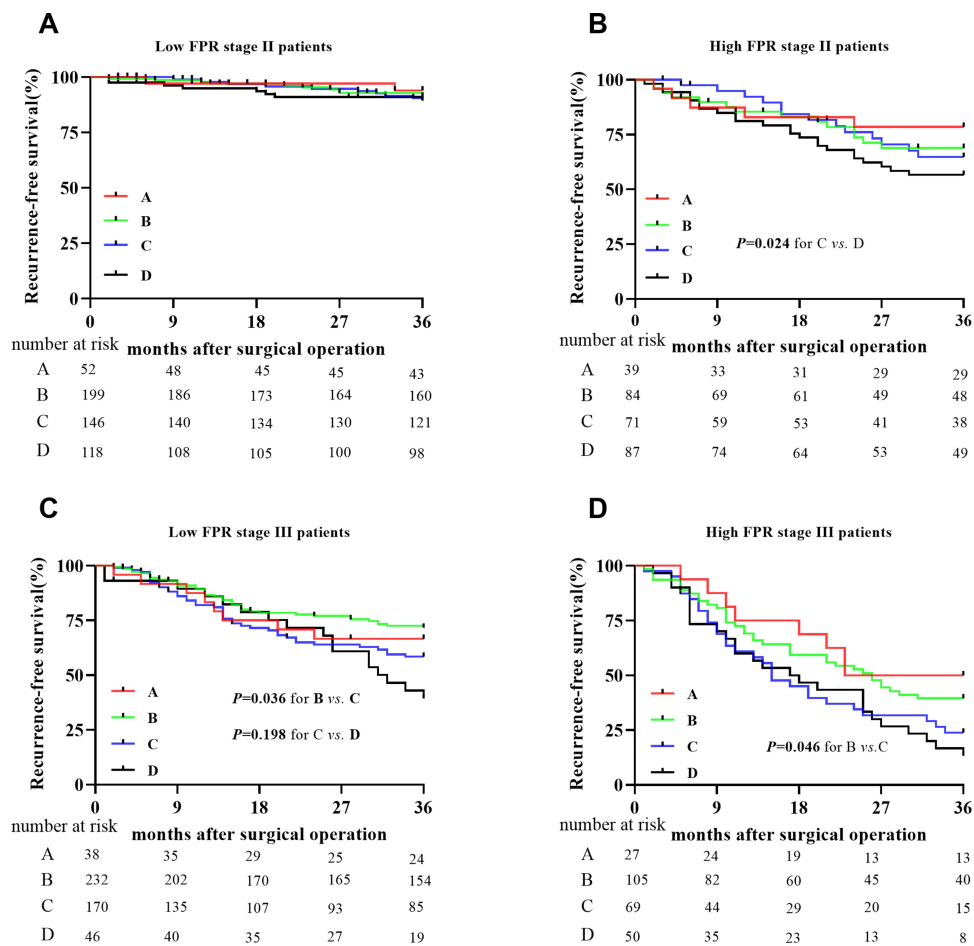 A
Low FPR stage II patients
Recurrence-free survival(%)
100
75
50
25
0
A
B
C
D
0 9 18 27 36
number at risk months after surgical operation
A 52 48 45 45 43
B 199 186 173 164 160
C 146 140 134 130 121
D 118 108 105 100 98
B
High FPR stage II patients
Recurrence-free survival(%)
100
75
50
25
0
A
B
C
D
P=0.024 for C vs. D
0 9 18 27 36
number at risk months after surgical operation
A 39 33 31 29 29
B 84 69 61 49 48
C 71 59 53 41 38
D 87 74 64 53 49
C
Low FPR stage III patients
Recurrence-free survival(%)
100
75
50
25
0
A
B
C
D
P=0.036 for B vs. C
P=0.198 for C vs. D
0 9 18 27 36
number at risk months after surgical operation
A 38 35 29 25 24
B 232 202 170 165 154
C 170 135 107 93 85
D 46 40 35 27 19
D
High FPR stage III patients
Recurrence-free survival(%)
100
75
50
25
0
A
B
C
D
P=0.046 for B vs.C
0 9 18 27 36
number at risk months after surgical operation
A 27 24 19 13 13
B 105 82 60 45 40
C 69 44 29 20 15
D 50 35 23 13 8